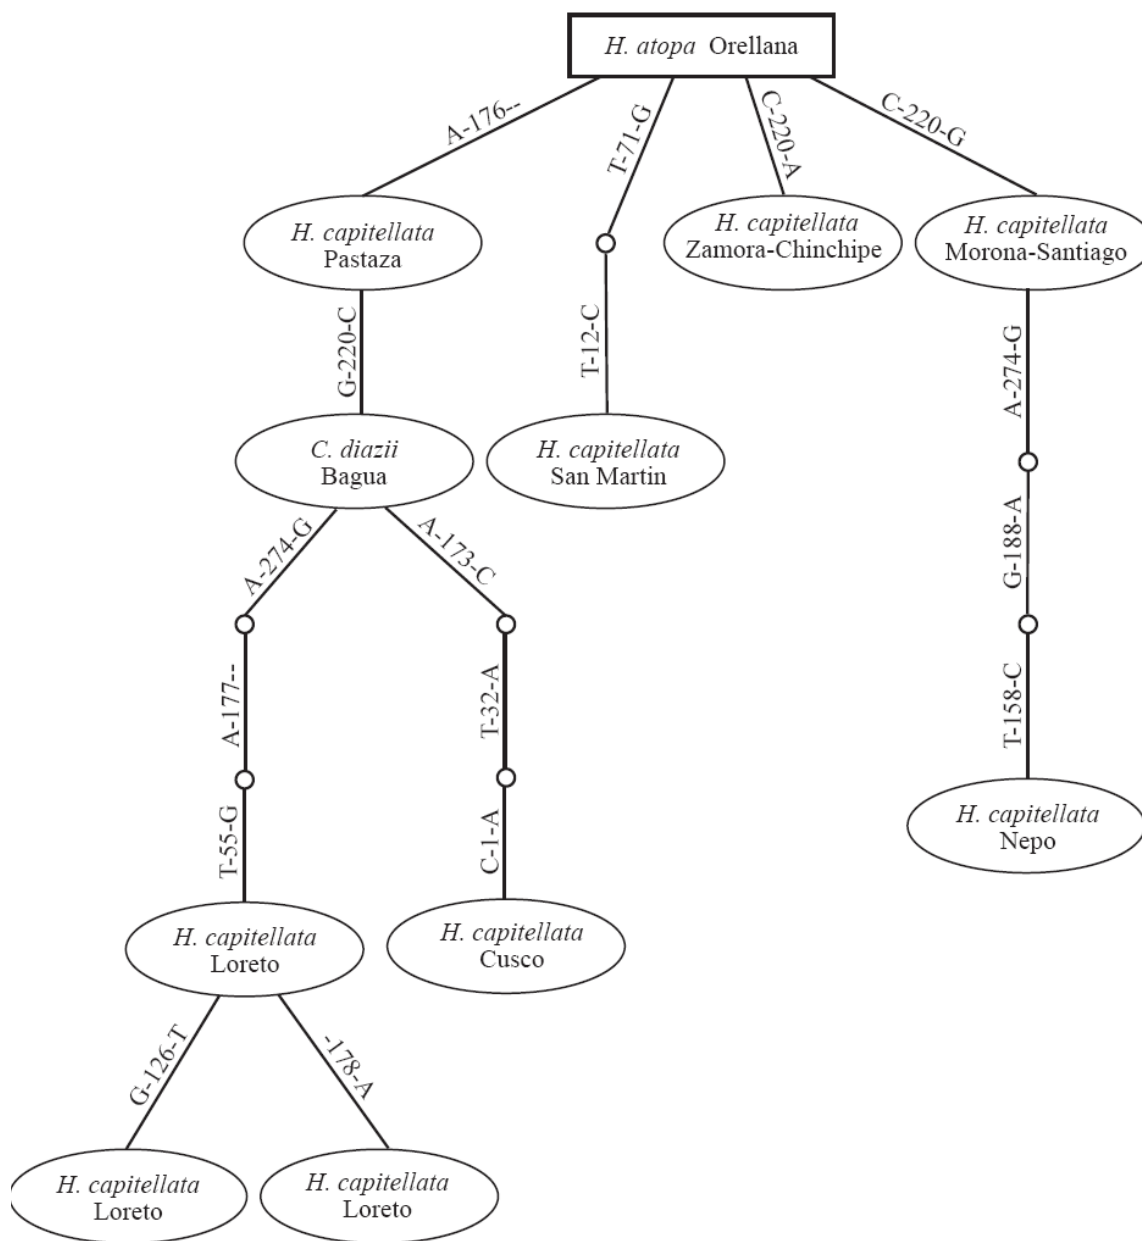 H. atopa Orellana
A-176--
T-71-G
C-220-A
C-220-G
H. capitellata
Pastaza
H. capitellata
Zamora-Chinchipe
H. capitellata
Morona-Santiago
G-220-C
T-12-C
A-274-G
C. diazii
Bagua
H. capitellata
San Martin
A-274-G
A-173-C
G-188-A
A-177--
T-32-A
T-158-C
T-55-G
C-1-A
H. capitellata
Nepo
H. capitellata
Loreto
H. capitellata
Cusco
G-126-T
-178-A
H. capitellata
Loreto
H. capitellata
Loreto